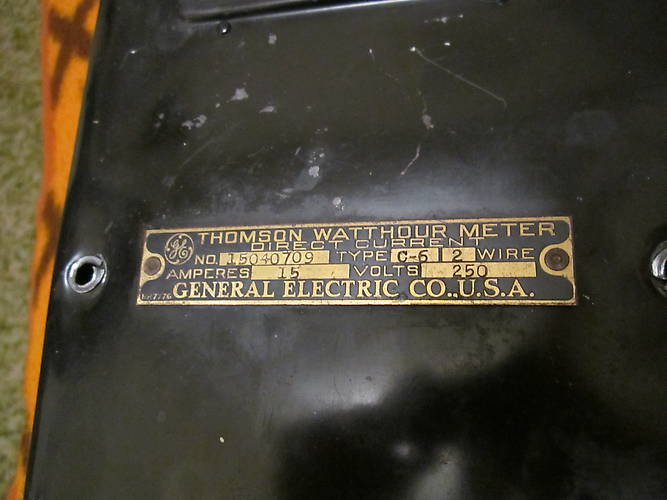 GE THOMSON WATTHOUR METER
DIRECT CURRENT
NO. 15040709 TYPE C-6 2 WIRE
AMPERES 15 VOLTS 250
GENERAL ELECTRIC CO., U.S.A.